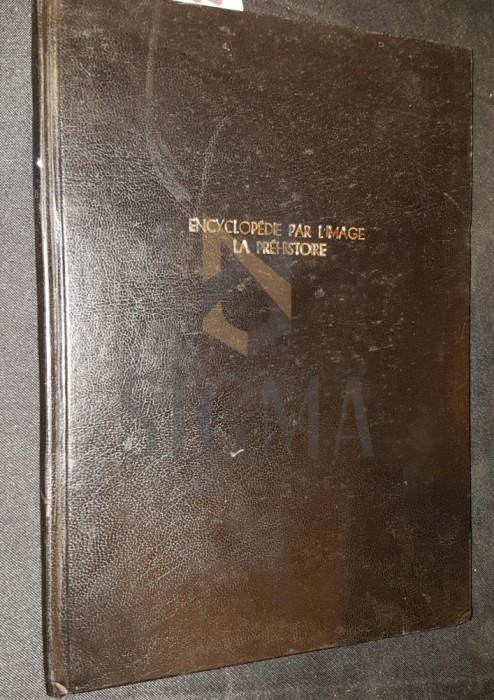 ENCYCLOPÉDIE PAR L'IMAGE
LA PRÉHISTOIRE
SIGMA